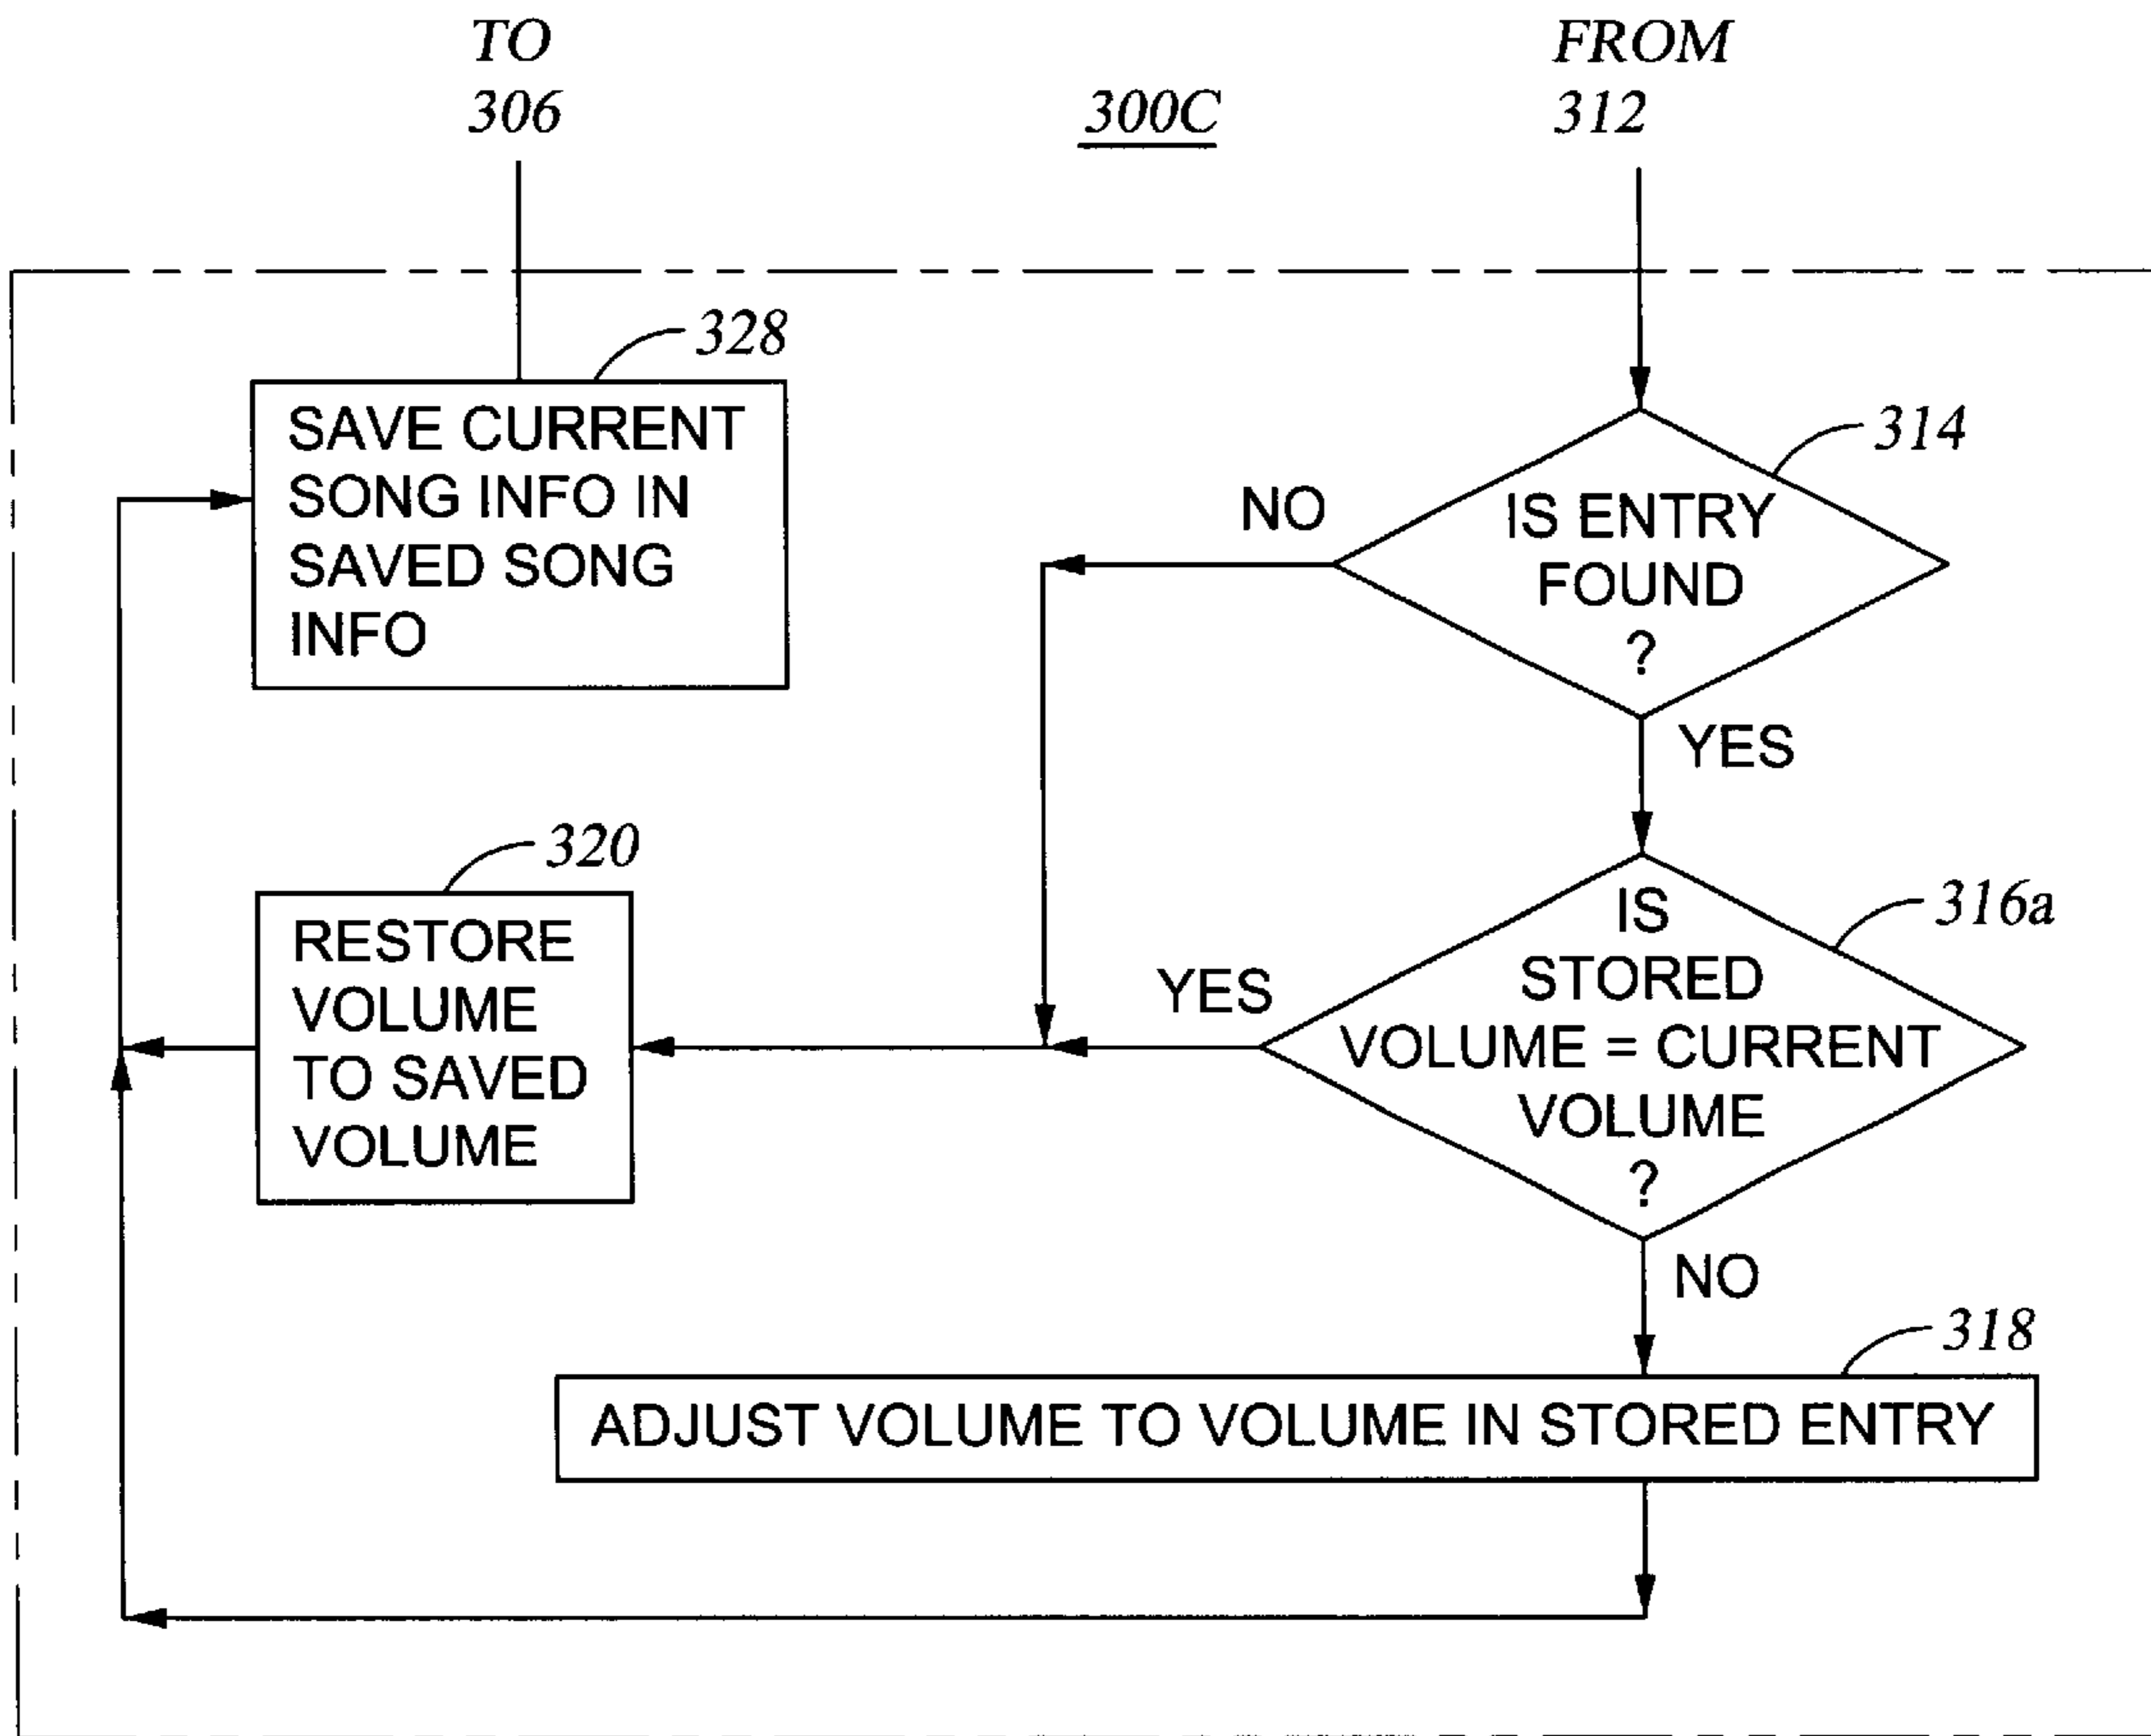 TO
306
300C
FROM
312
328
SAVE CURRENT
SONG INFO IN
SAVED SONG
INFO
314
NO
IS ENTRY
FOUND
?
YES
320
RESTORE
VOLUME
TO SAVED
VOLUME
316a
YES
IS
STORED
VOLUME = CURRENT
VOLUME
?
NO
318
ADJUST VOLUME TO VOLUME IN STORED ENTRY